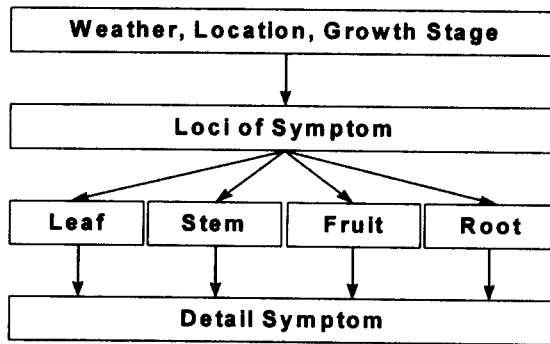 Weather, Location, Growth Stage
Loci of Symptom
Leaf Stem Fruit Root
Detail Symptom